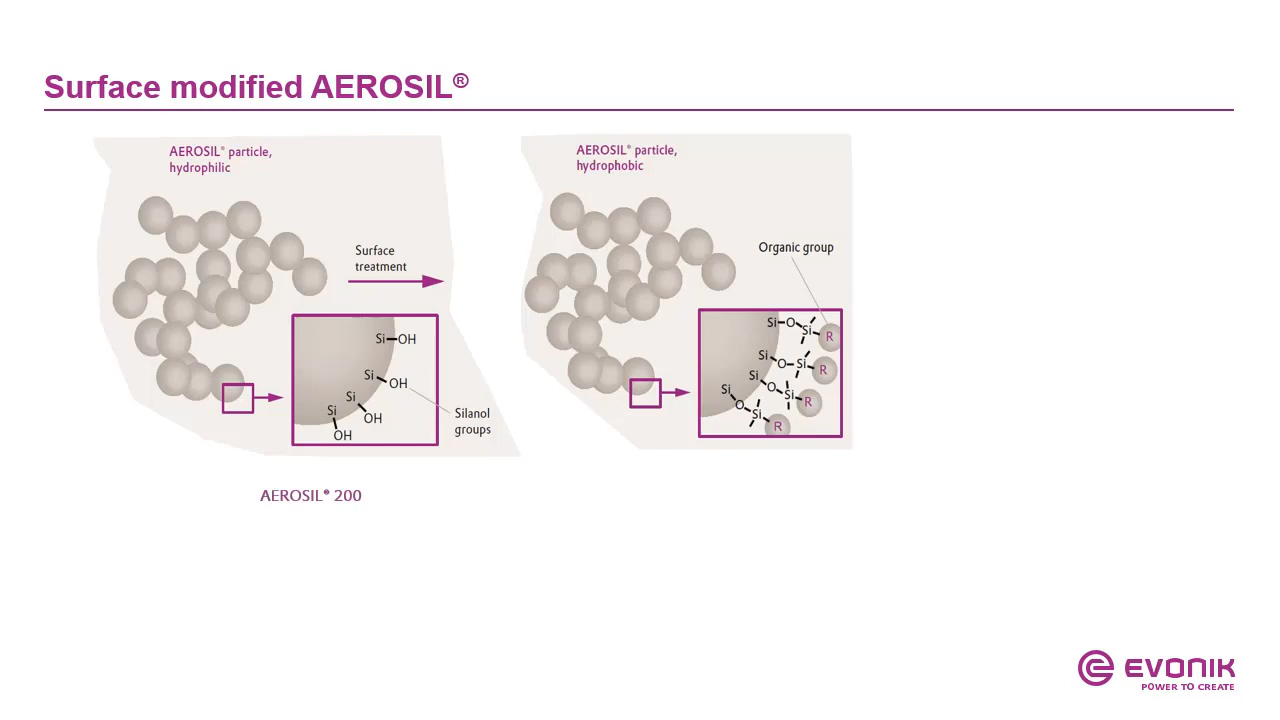 Surface modified AEROSIL®
AEROSIL® particle,
hydrophilic
Surface
treatment
Si OH
Si OH
Si OH
Si OH
Silanol
groups
AEROSIL® 200
AEROSIL® particle,
hydrophobic
Organic group
Si O Si R
Si O Si R
Si O Si R
Si O Si R
EVONIK
POWER TO CREATE